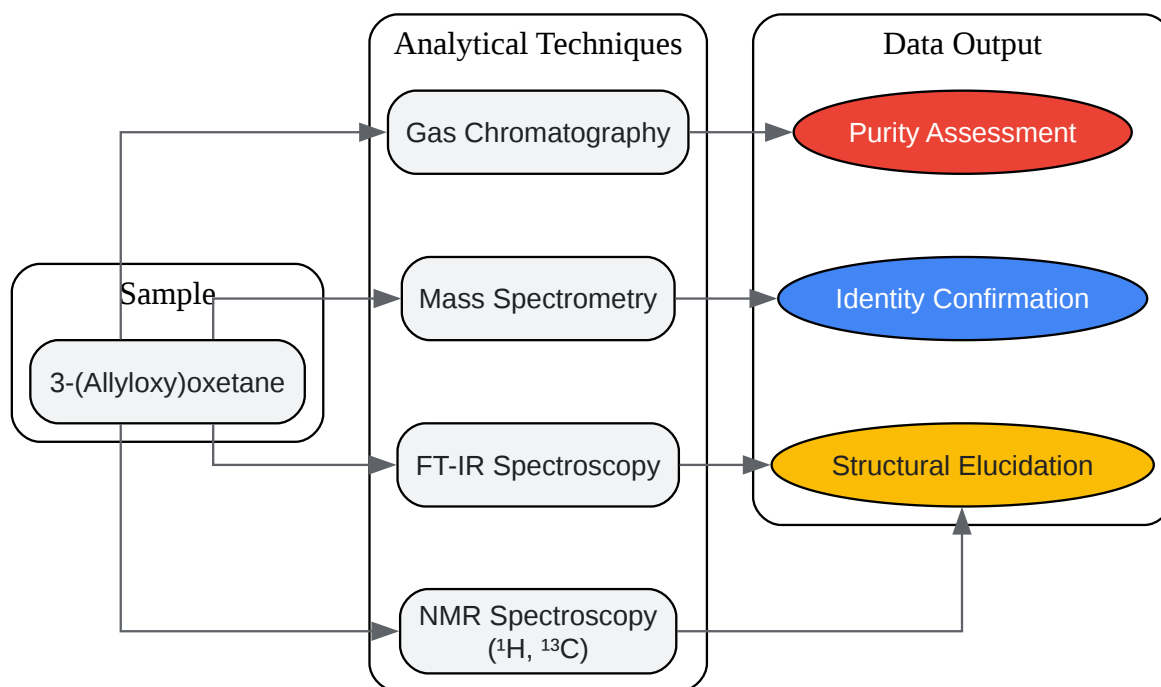 Analytical Techniques
Data Output
Gas Chromatography
Purity Assessment
Sample
Mass Spectrometry
Identity Confirmation
3-(Allyloxy)oxetane
FT-IR Spectroscopy
Structural Elucidation
NMR Spectroscopy
(¹H, ¹³C)